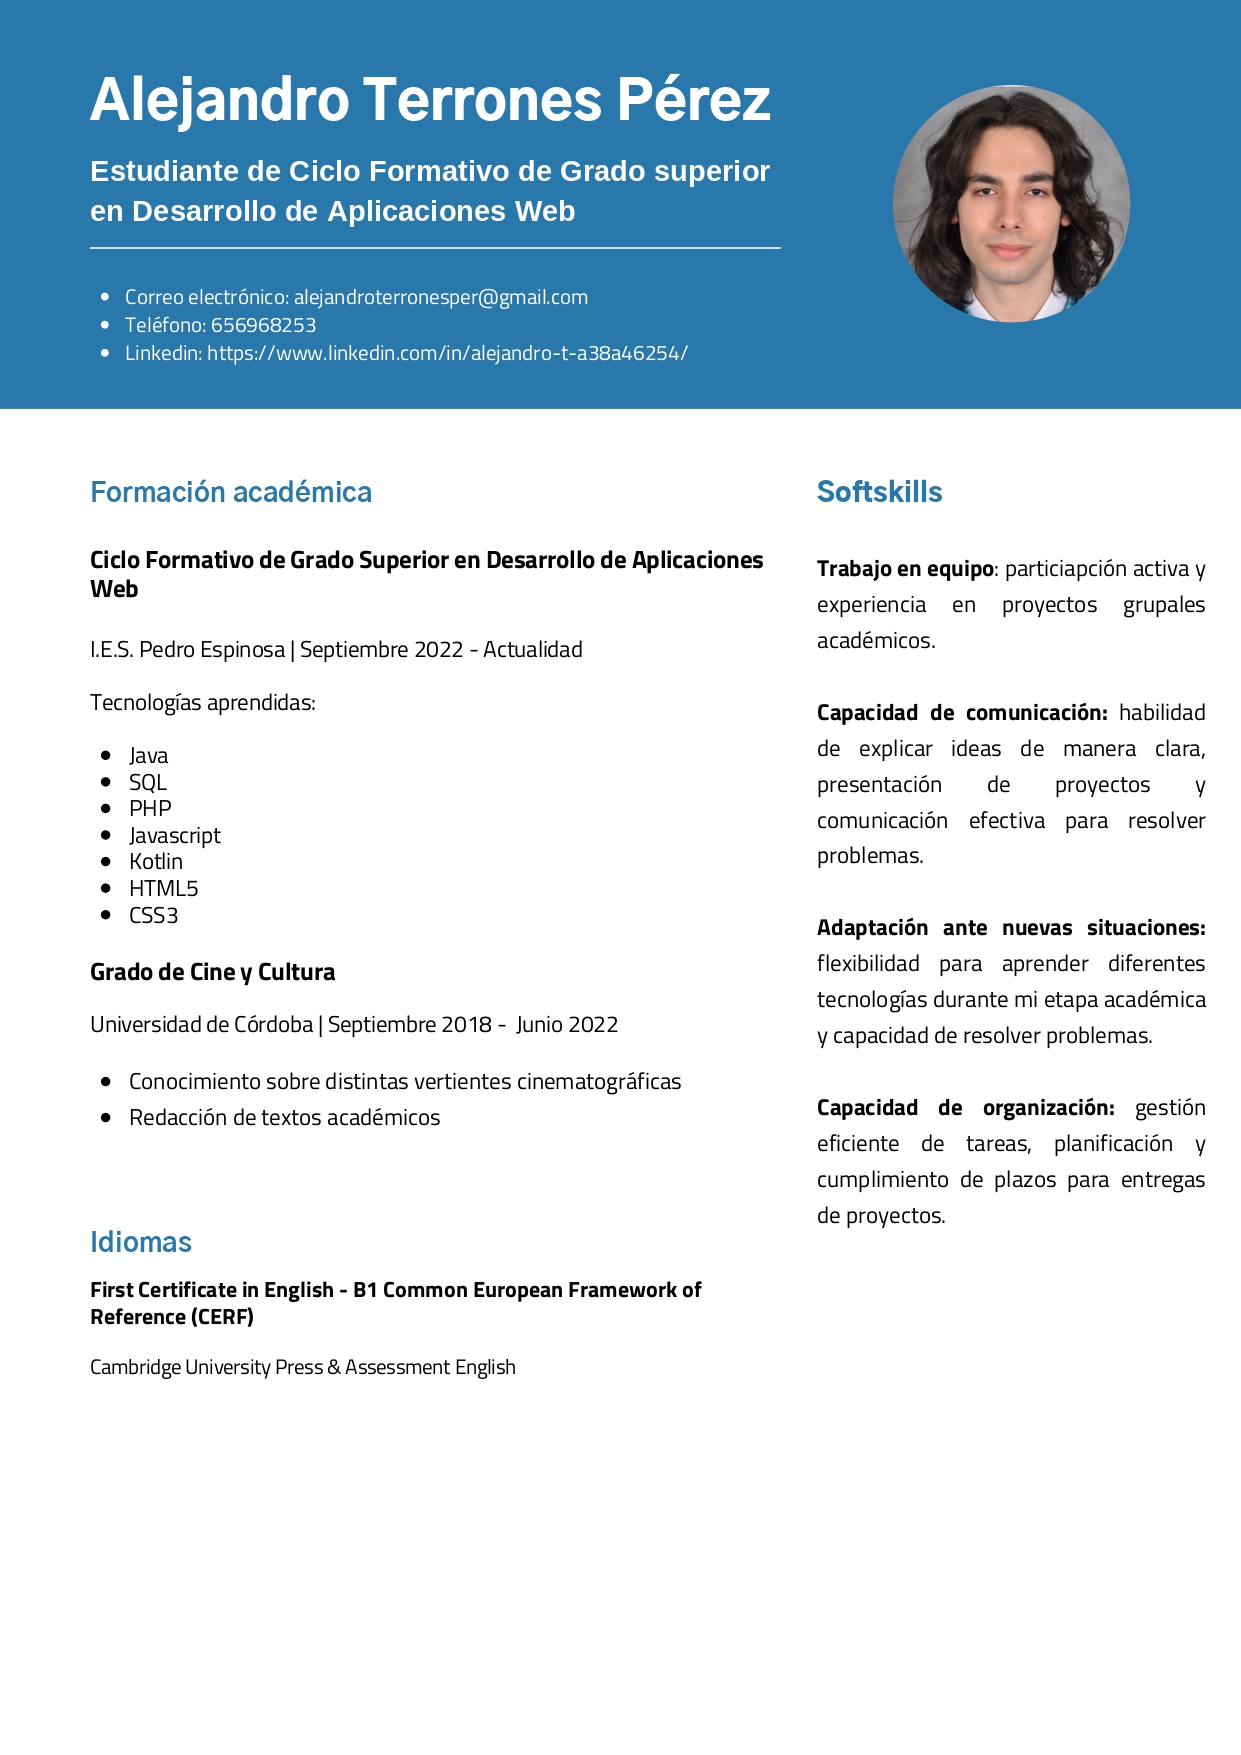 Alejandro Terrones Pérez
Estudiante de Ciclo Formativo de Grado superior
en Desarrollo de Aplicaciones Web
• Correo electrónico: alejandroterronesper@gmail.com
• Teléfono: 656968253
• Linkedin: https://www.linkedin.com/in/alejandro-t-a38a46254/
Formación académica
Ciclo Formativo de Grado Superior en Desarrollo de Aplicaciones
Web
I.E.S. Pedro Espinosa | Septiembre 2022 - Actualidad
Tecnologías aprendidas:
• Java
• SQL
• PHP
• Javascript
• Kotlin
• HTML5
• CSS3
Grado de Cine y Cultura
Universidad de Córdoba | Septiembre 2018 - Junio 2022
• Conocimiento sobre distintas vertientes cinematográficas
• Redacción de textos académicos
Idiomas
First Certificate in English - B1 Common European Framework of
Reference (CERF)
Cambridge University Press & Assessment English
Softskills
Trabajo en equipo: particiapción activa y
experiencia en proyectos grupales
académicos.
Capacidad de comunicación: habilidad
de explicar ideas de manera clara,
presentación de proyectos y
comunicación efectiva para resolver
problemas.
Adaptación ante nuevas situaciones:
flexibilidad para aprender diferentes
tecnologías durante mi etapa académica
y capacidad de resolver problemas.
Capacidad de organización: gestión
eficiente de tareas, planificación y
cumplimiento de plazos para entregas
de proyectos.